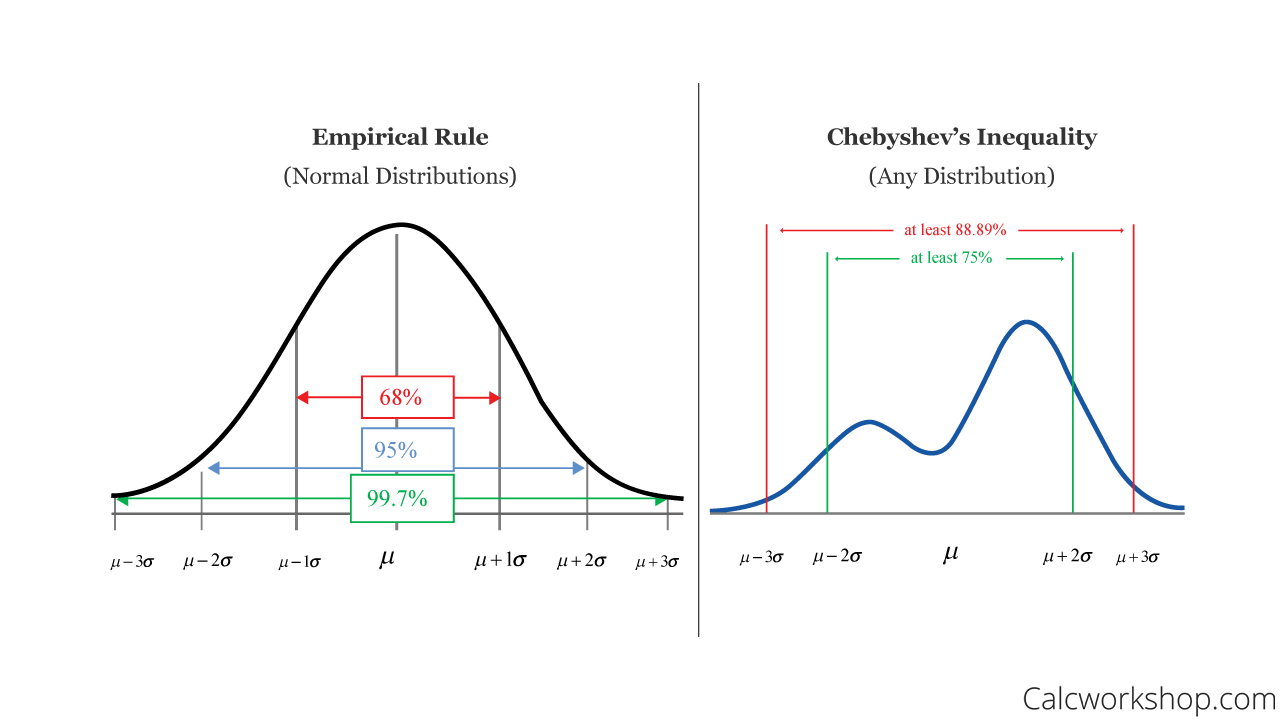 Empirical Rule
(Normal Distributions)
68%
95%
99.7%
μ−3σ μ−2σ μ−1σ μ μ+1σ μ+2σ μ+3σ
Chebyshev’s Inequality
(Any Distribution)
at least 88.89%
at least 75%
μ−3σ μ−2σ μ μ+2σ μ+3σ
Calcworkshop.com